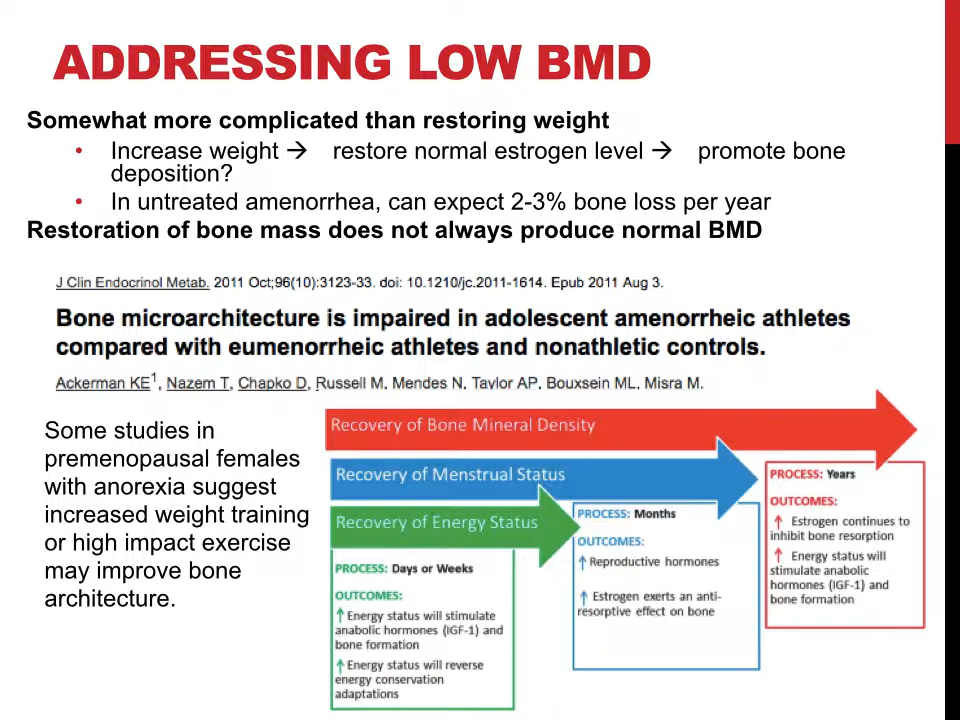 ADDRESSING LOW BMD
Somewhat more complicated than restoring weight
• Increase weight → restore normal estrogen level → promote bone
deposition?
• In untreated amenorrhea, can expect 2-3% bone loss per year
Restoration of bone mass does not always produce normal BMD
J Clin Endocrinol Metab. 2011 Oct;96(10):3123-33. doi: 10.1210/jc.2011-1614. Epub 2011 Aug 3.
Bone microarchitecture is impaired in adolescent amenorrheic athletes
compared with eumenorrheic athletes and nonathletic controls.
Ackerman KE1, Nazem T, Chapko D, Russell M, Mendes N, Taylor AP, Bouxsein ML, Misra M.
Some studies in
premenopausal females
with anorexia suggest
increased weight training
or high impact exercise
may improve bone
architecture.
Recovery of Bone Mineral Density
Recovery of Menstrual Status
Recovery of Energy Status
PROCESS: Days or Weeks
OUTCOMES:
↑ Energy status will stimulate
anabolic hormones (IGF-1) and
bone formation
↑ Energy status will reverse
energy conservation
adaptations
PROCESS: Months
OUTCOMES:
↑ Reproductive hormones
↑ Estrogen exerts an anti-
resorptive effect on bone
PROCESS: Years
OUTCOMES:
↑ Estrogen continues to
inhibit bone resorption
↑ Energy status will
stimulate anabolic
hormones (IGF-1) and
bone formation